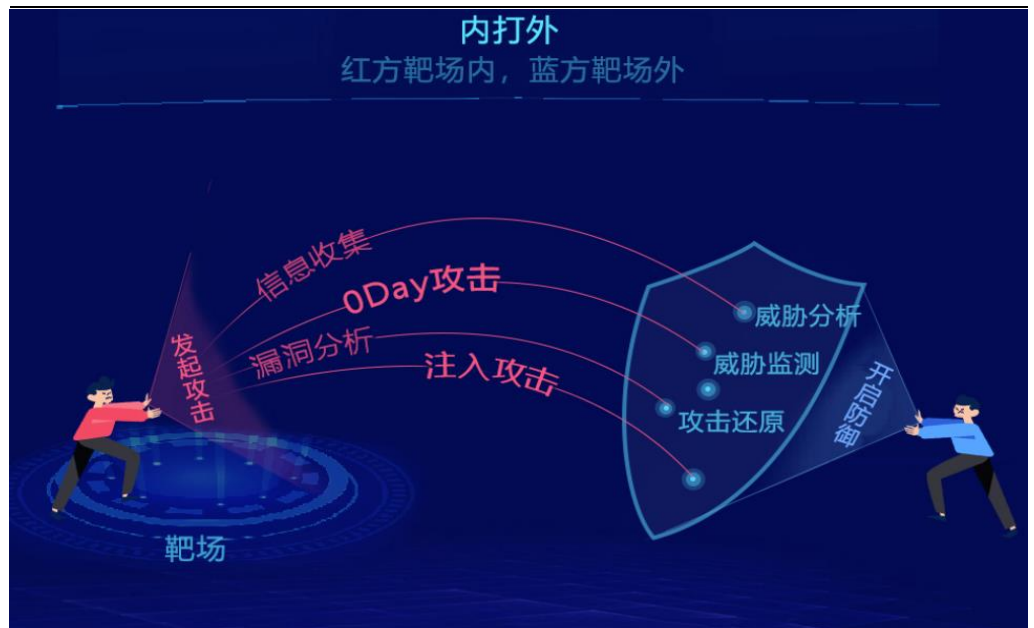 内打外
红方靶场内，蓝方靶场外
信息收集
0Day攻击
漏洞分析
注入攻击
发起攻击
威胁分析
威胁监测
攻击还原
开启防御
靶场